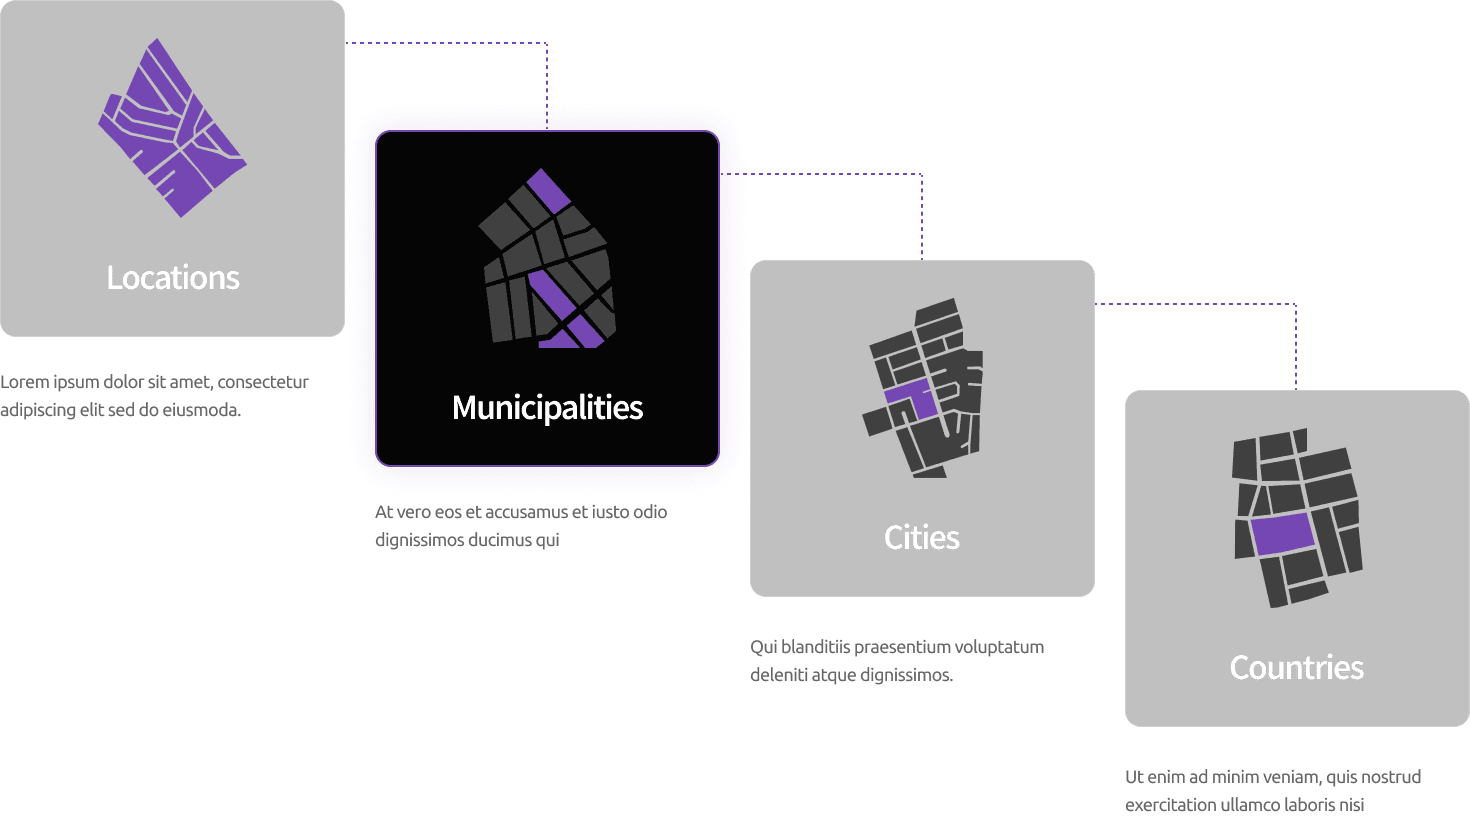 Locations
Lorem ipsum dolor sit amet, consectetur
adipiscing elit sed do eiusmoda.
Municipalities
At vero eos et accusamus et iusto odio
dignissimos ducimus qui
Cities
Qui blanditiis praesentium voluptatum
deleniti atque dignissimos.
Countries
Ut enim ad minim veniam, quis nostrud
exercitation ullamco laboris nisi